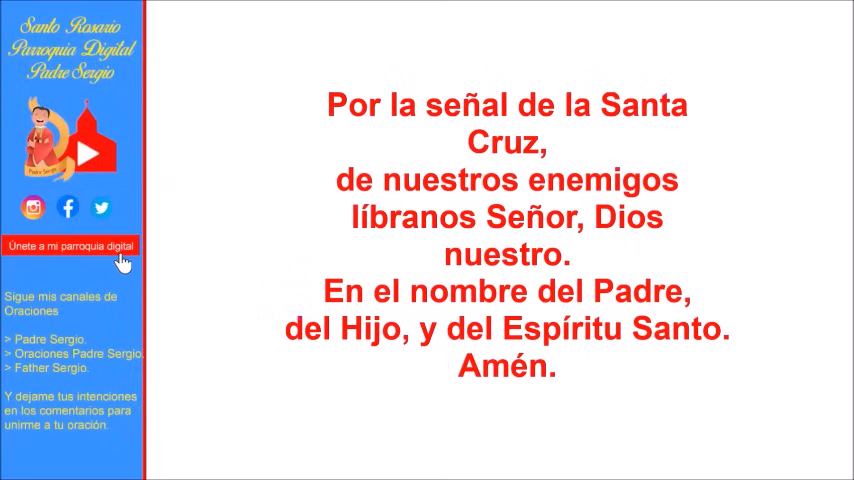 Santo Rosario
Parroquia Digital
Padre Sergio
Padre Sergio
Únete a mi parroquia digital
Sigue mis canales de
Oraciones
> Padre Sergio.
> Oraciones Padre Sergio.
> Father Sergio.
Y dejame tus intenciones
en los comentarios para
unirme a tu oración.
Por la señal de la Santa
Cruz,
de nuestros enemigos
líbranos Señor, Dios
nuestro.
En el nombre del Padre,
del Hijo, y del Espíritu Santo.
Amén.